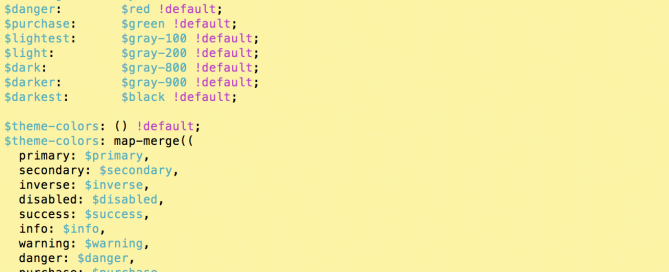 $danger: $red !default;
$purchase: $green !default;
$lightest: $gray-100 !default;
$light: $gray-200 !default;
$dark: $gray-800 !default;
$darker: $gray-900 !default;
$darkest: $black !default;
$theme-colors: () !default;
$theme-colors: map-merge((
primary: $primary,
secondary: $secondary,
inverse: $inverse,
disabled: $disabled,
success: $success,
info: $info,
warning: $warning,
danger: $danger,
purchase: $purchase